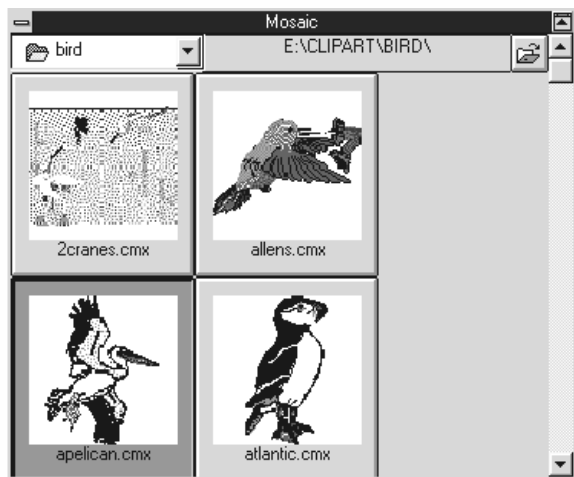 Mosaic
bird
E:\CLIPART\BIRD\
2cranes.cmx
allens.cmx
apelican.cmx
atlantic.cmx